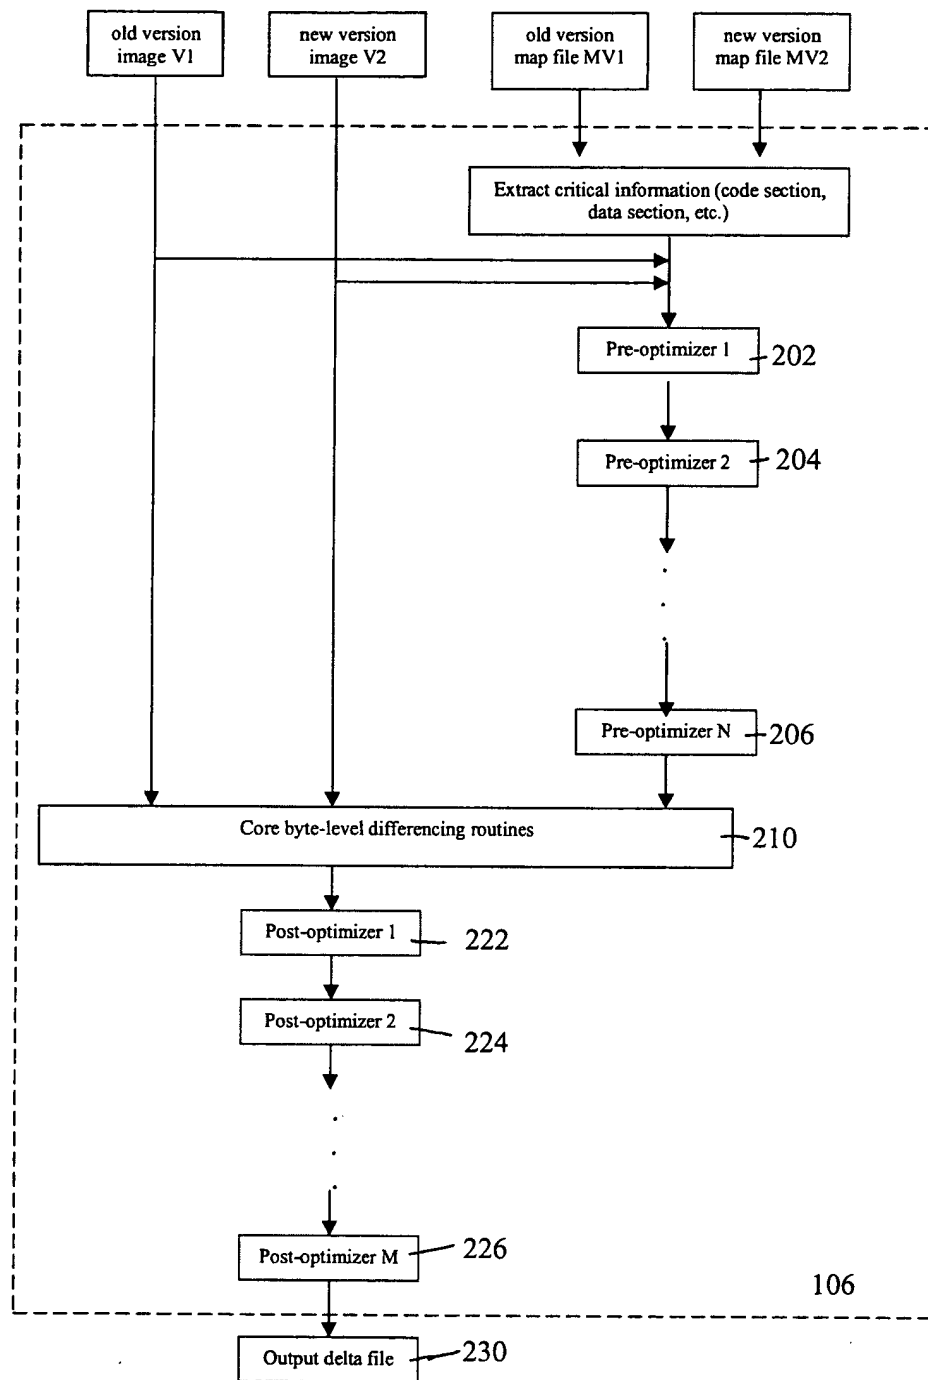 old version
image V1
new version
image V2
old version
map file MV1
new version
map file MV2
Extract critical information (code section,
data section, etc.)
Pre-optimizer 1
202
Pre-optimizer 2
204
Pre-optimizer N
206
Core byte-level differencing routines
210
Post-optimizer 1
222
Post-optimizer 2
224
Post-optimizer M
226
106
Output delta file
230